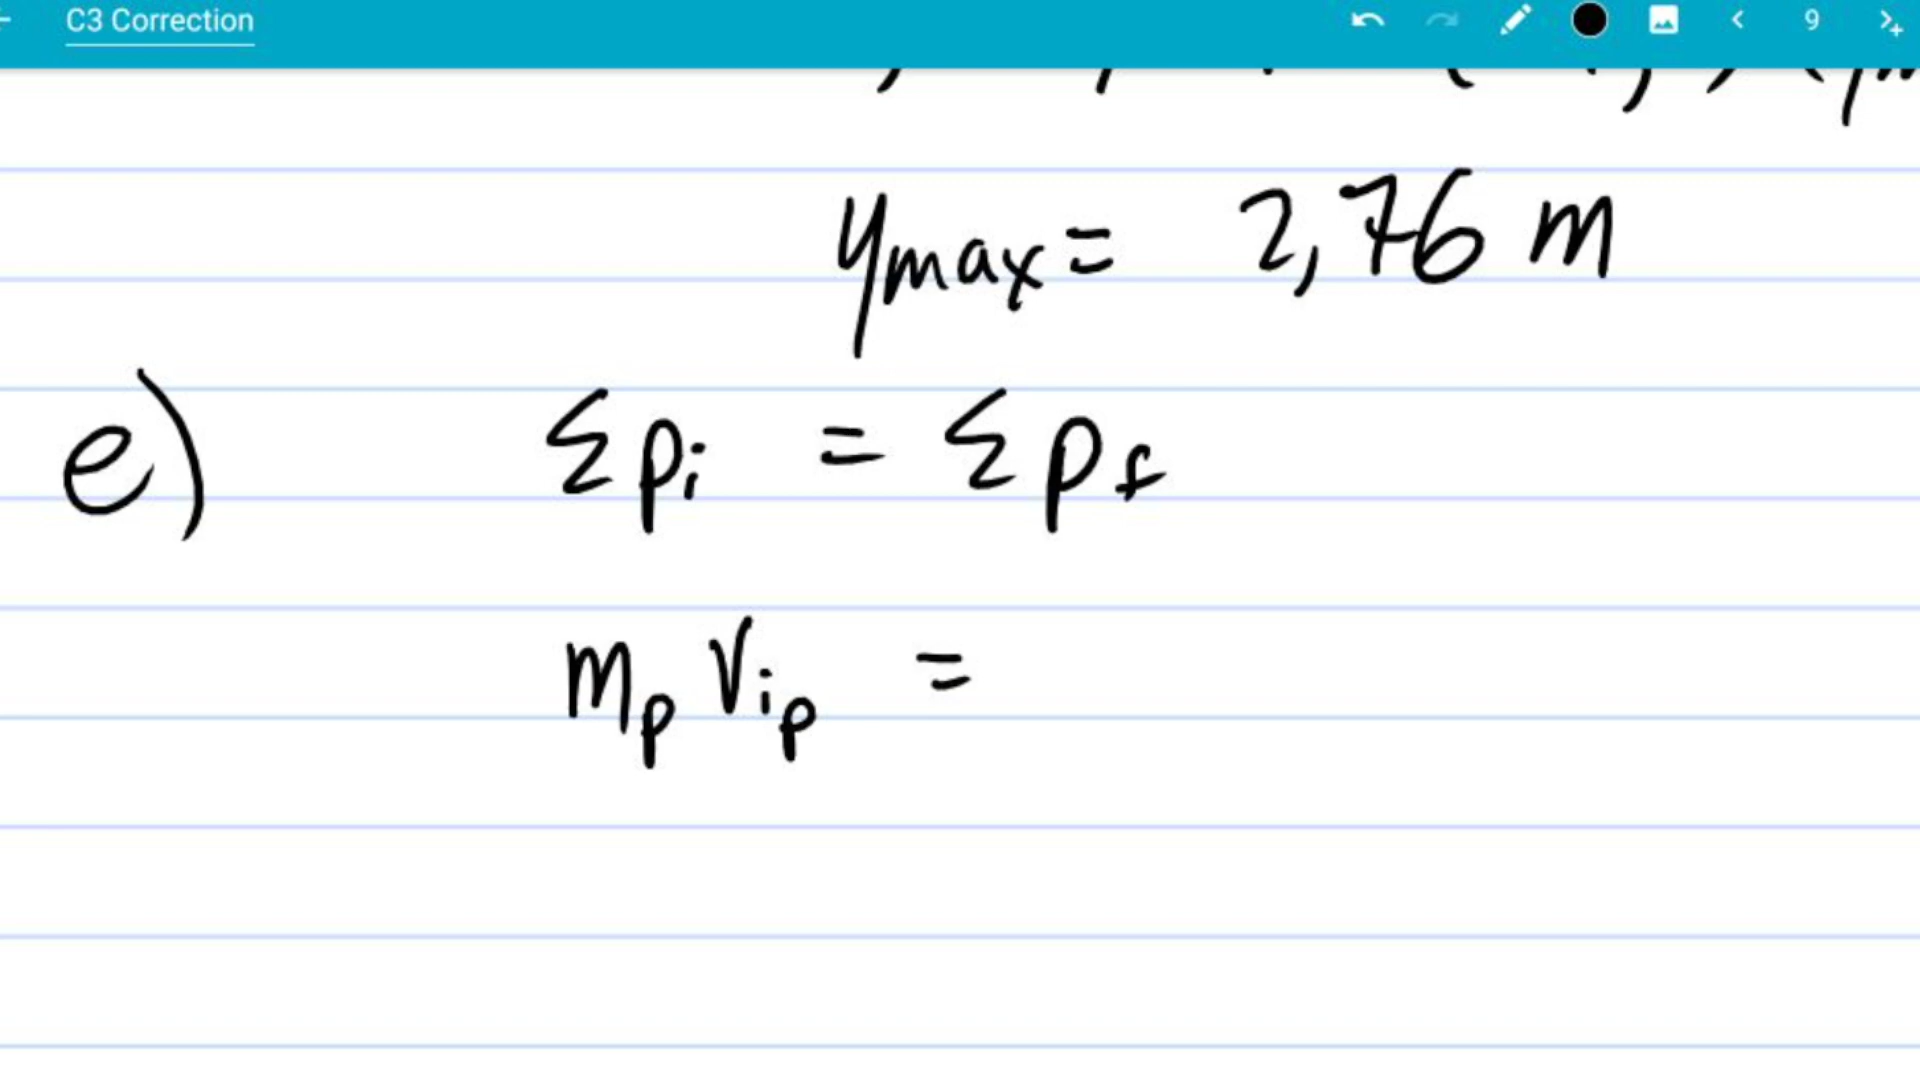 C3 Correction
9
ymax = 2,76 m
e) Σpi = Σpf
mp Vip =